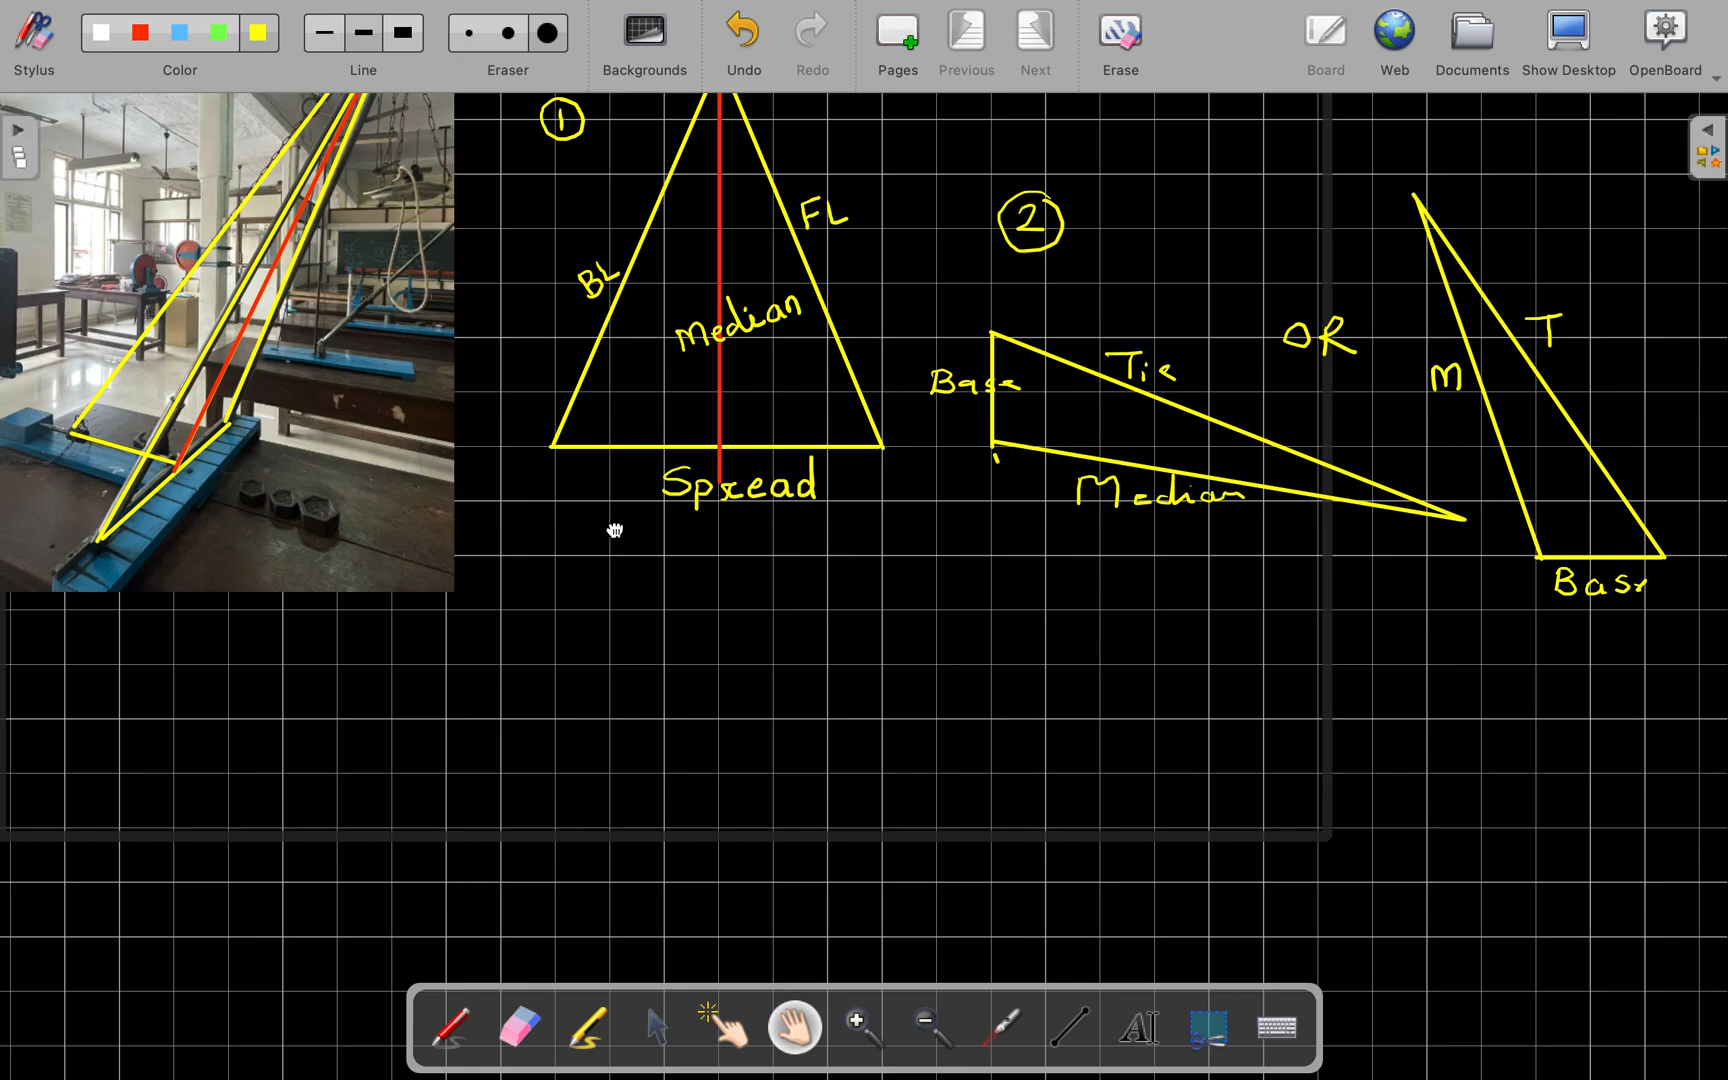 Stylus
Color
Line
Eraser
Backgrounds
Undo
Redo
Pages
Previous
Next
Erase
Board
Web
Documents
Show Desktop
OpenBoard
1
BL
FL
Median
Spread
2
Base
Tie
Median
OR
M
T
Base
AI